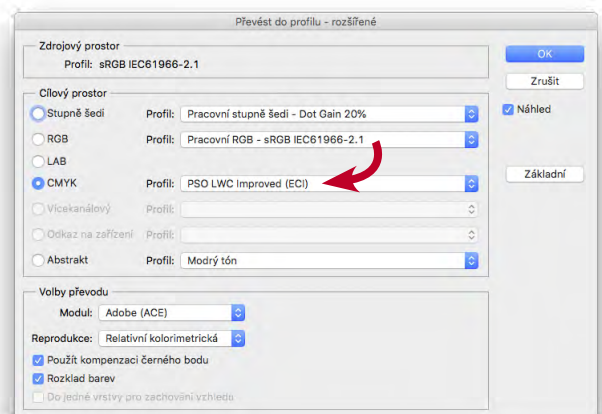 Převést do profilu - rozšířené
Zdrojový prostor
Profil: sRGB IEC61966-2.1
OK
Zrušit
Náhled
Základní
Cílový prostor
Stupně šedi Profil: Pracovní stupně šedi - Dot Gain 20%
RGB Profil: Pracovní RGB - sRGB IEC61966-2.1
LAB
CMYK Profil: PSO LWC Improved (ECI)
Vícekanálový Profil:
Odkaz na zařízení Profil:
Abstrakt Profil: Modrý tón
Volby převodu
Modul: Adobe (ACE)
Reprodukce: Relativní kolorimetrická
Použít kompenzaci černého bodu
Rozklad barev
Do jedné vrstvy pro zachování vzhledu